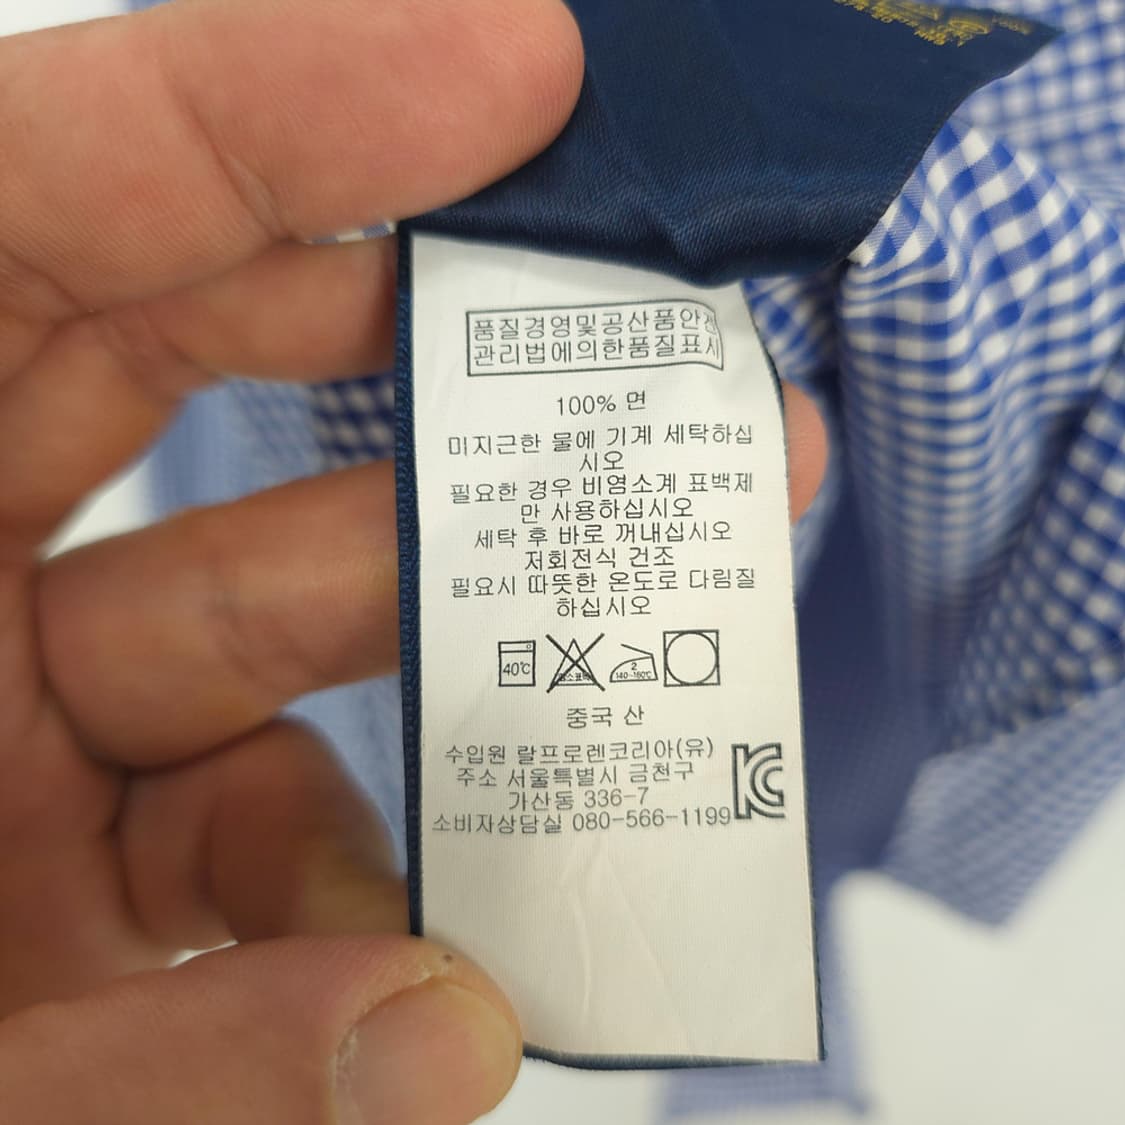 품질경영및공산품안전
관리법에의한품질표시
100% 면
미지근한 물에 기계 세탁하십
시오
필요한 경우 비염소계 표백제
만 사용하십시오
세탁 후 바로 꺼내십시오
저회전식 건조
필요시 따뜻한 온도로 다림질
하십시오
40℃
2
140~160℃
중국 산
수입원 랄프로렌코리아(유)
주소 서울특별시 금천구
가산동 336-7
소비자상담실 080-566-1199